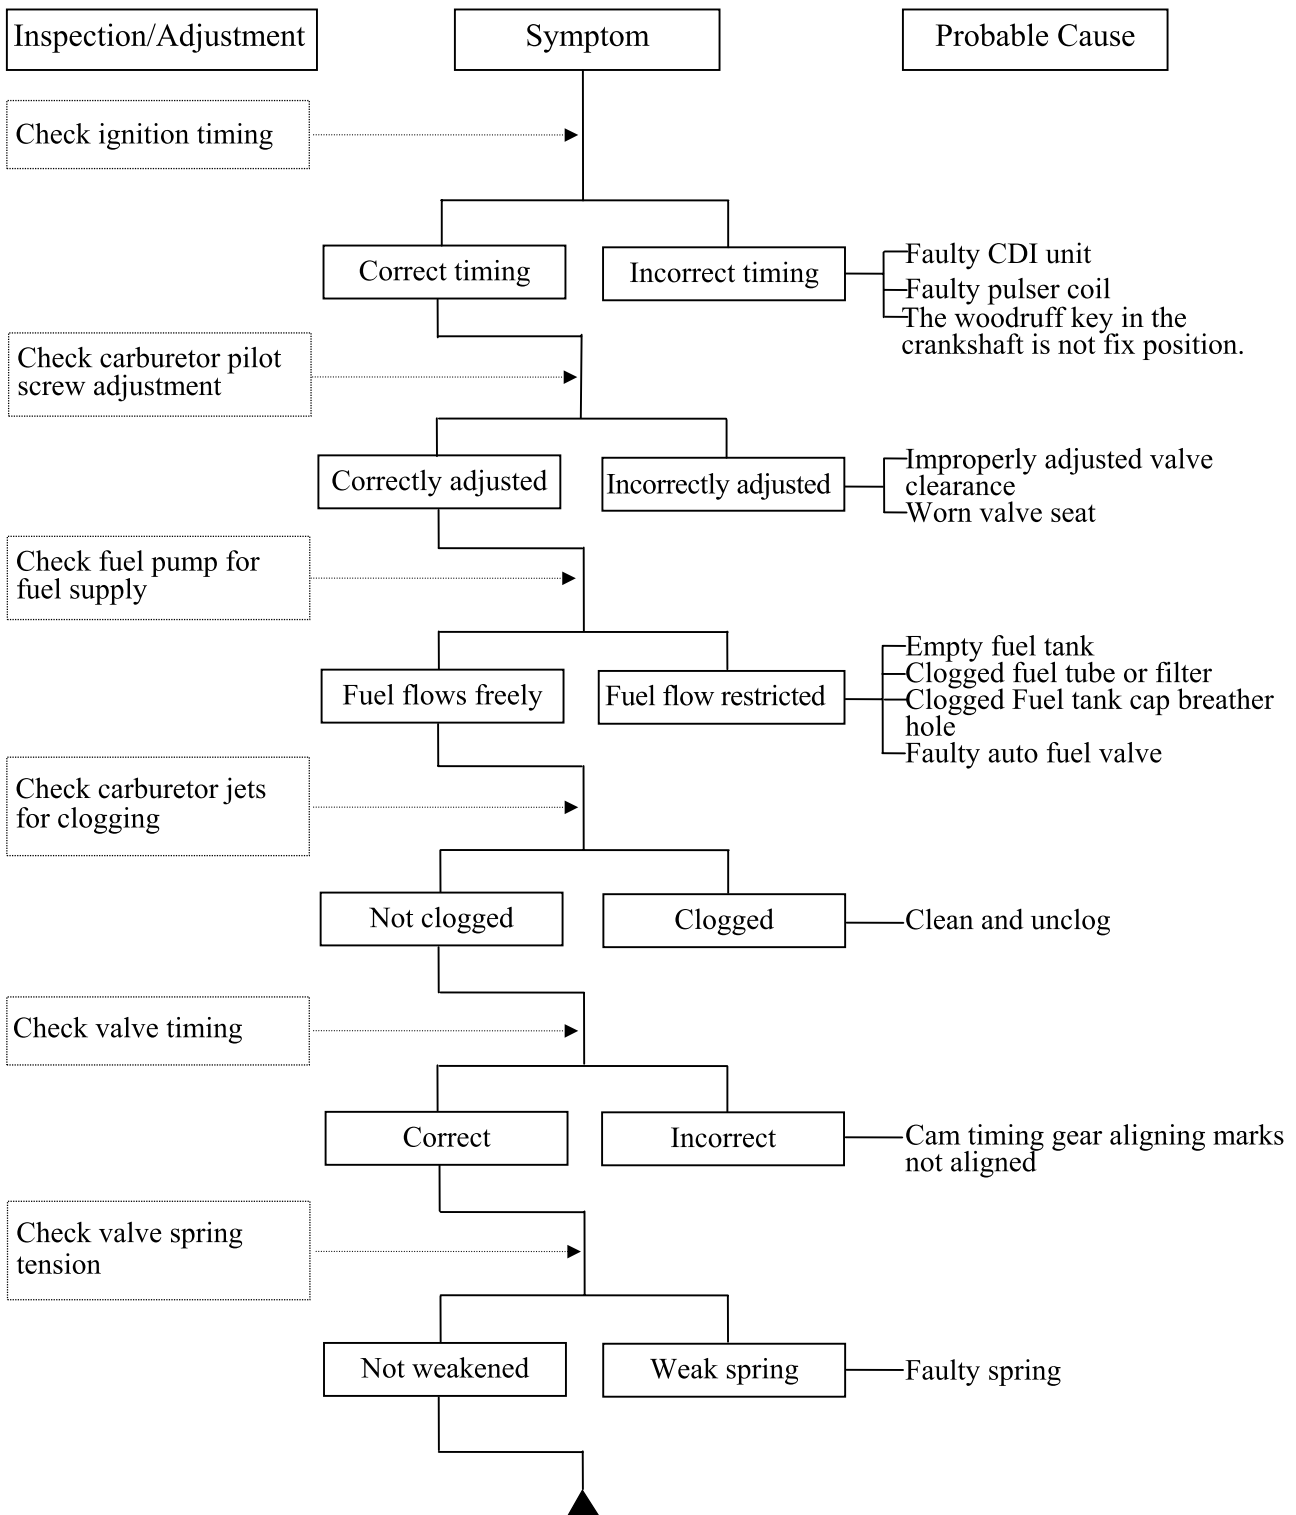 Inspection/Adjustment
Symptom
Probable Cause
Check ignition timing
Correct timing
Incorrect timing
Faulty CDI unit
Faulty pulser coil
The woodruff key in the
crankshaft is not fix position.
Check carburetor pilot
screw adjustment
Correctly adjusted
Incorrectly adjusted
Improperly adjusted valve
clearance
Worn valve seat
Check fuel pump for
fuel supply
Fuel flows freely
Fuel flow restricted
Empty fuel tank
Clogged fuel tube or filter
Clogged Fuel tank cap breather
hole
Faulty auto fuel valve
Check carburetor jets
for clogging
Not clogged
Clogged
Clean and unclog
Check valve timing
Correct
Incorrect
Cam timing gear aligning marks
not aligned
Check valve spring
tension
Not weakened
Weak spring
Faulty spring